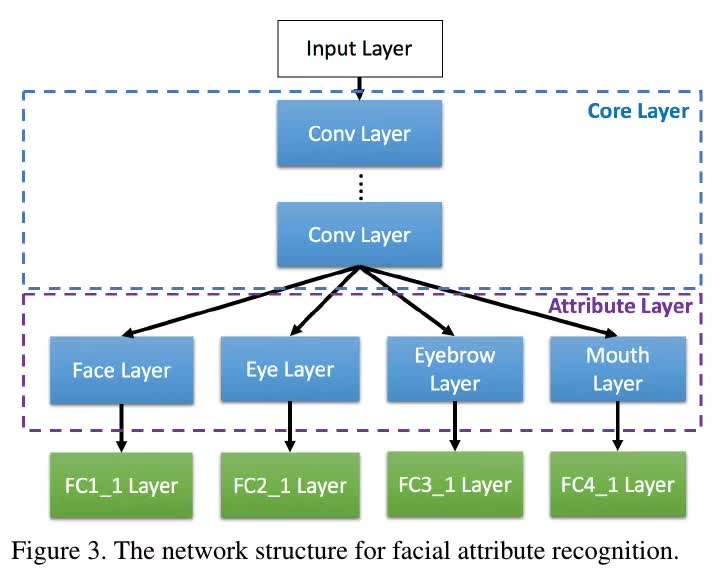 Input Layer
Core Layer
Conv Layer
Conv Layer
Attribute Layer
Face Layer
Eye Layer
Eyebrow
Layer
Mouth
Layer
FC1_1 Layer
FC2_1 Layer
FC3_1 Layer
FC4_1 Layer
Figure 3. The network structure for facial attribute recognition.